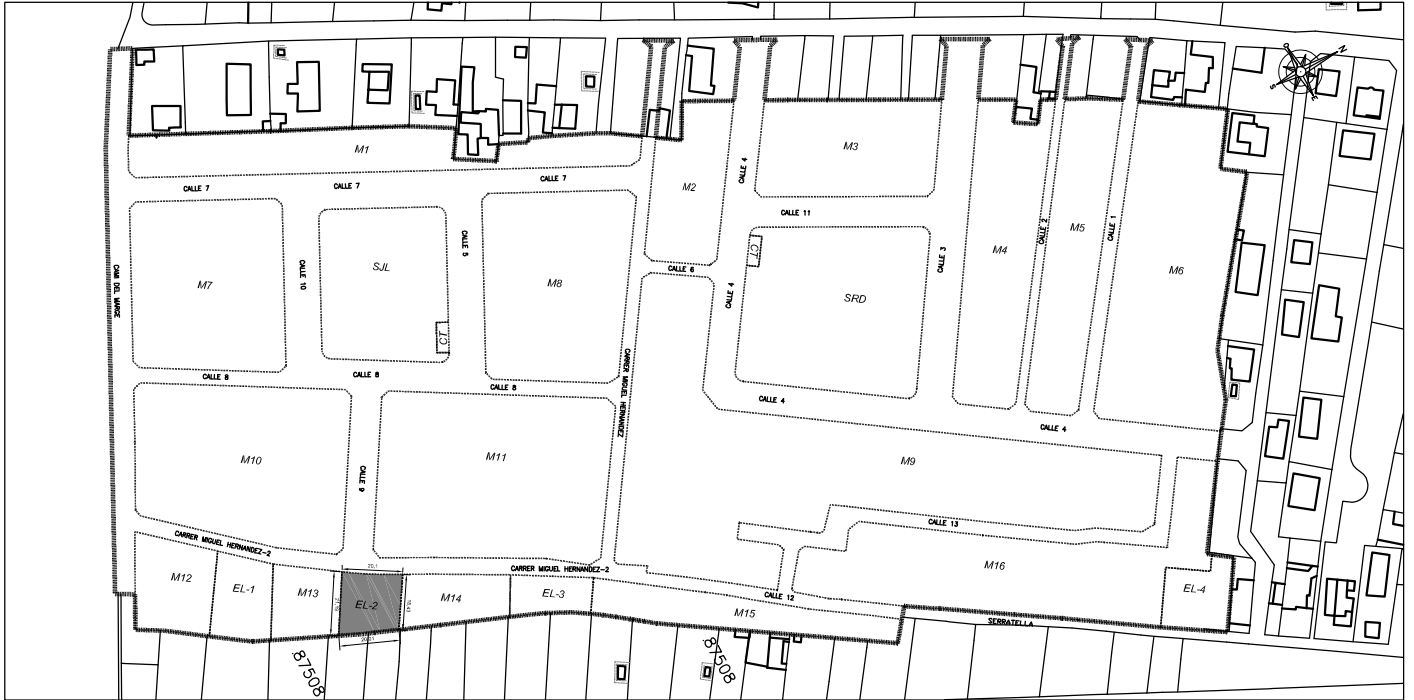 N
S
M1
M3
CALLE 4
CALLE 7
CALLE 7
CALLE 7
M2
CALLE 11
CALLE 2
M5
CALLE 1
M4
CALLE 3
M6
CAMI DEL MARGE
M7
CALLE 10
SJL
CT
CALLE 5
M8
CALLE 6
CALLE 4
CT
SRD
CALLE 8
CALLE 8
CALLE 8
CARRER MIGUEL HERNANDEZ
CALLE 4
CALLE 4
M10
CALLE 9
M11
M9
CALLE 13
CARRER MIGUEL HERNANDEZ-2
CARRER MIGUEL HERNANDEZ-2
M16
M12
EL-1
M13
20,1
EL-2
M14
EL-3
CALLE 12
M15
SERRATELLA
EL-4
87508
87508